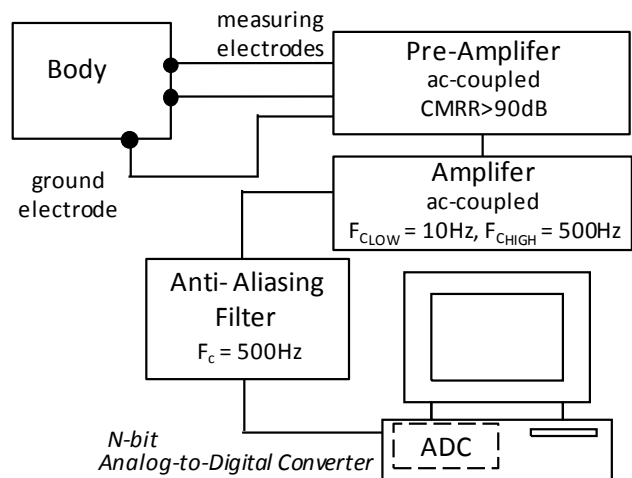 measuring
electrodes
Body
Pre-Amplifer
ac-coupled
CMRR>90dB
ground
electrode
Amplifer
ac-coupled
FCLOW = 10Hz, FCHIGH = 500Hz
Anti- Aliasing
Filter
Fc = 500Hz
N-bit
Analog-to-Digital Converter
ADC